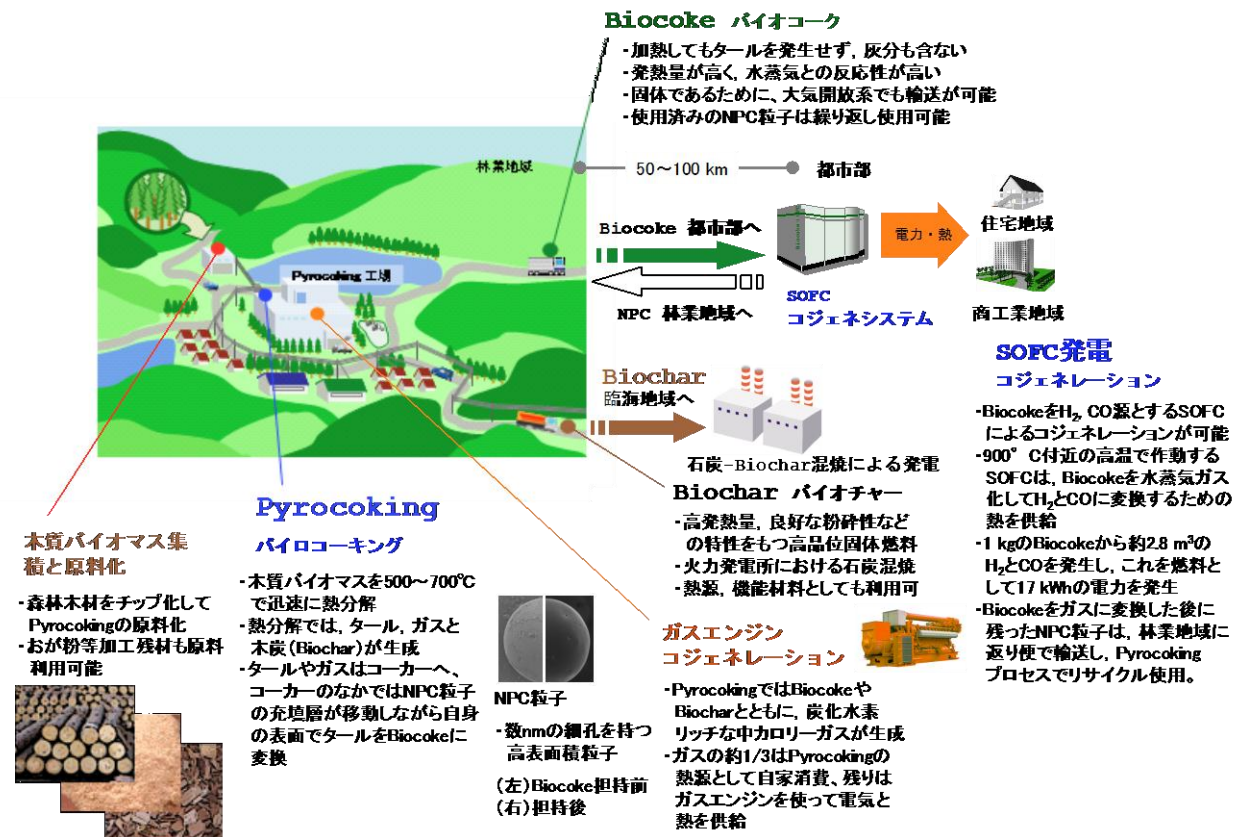 Biocoke バイオコーク
・加熱してもタールを発生せず，灰分も含ない
・発熱量が高く，水蒸気との反応性が高い
・固体であるために、大気開放系でも輸送が可能
・使用済みのNPC粒子は繰り返し使用可能
林業地域
50～100 km
都市部
Pyrocoking 工場
Biocoke 都市部へ
NPC 林業地域へ
SOFC
コジェネシステム
電力・熱
住宅地域
商工業地域
Biochar
臨海地域へ
石炭-Biochar混焼による発電
Biochar バイオチャー
・高発熱量，良好な粉砕性など
の特性をもつ高品位固体燃料
・火力発電所における石炭混焼
・熱源，機能材料としても利用可
SOFC発電
コジェネレーション
・BiocokeをH₂, CO源とするSOFC
によるコジェネレーションが可能
・900°C付近の高温で作動する
SOFCは、Biocokeを水蒸気ガス
化してH₂とCOに変換するための
熱を供給
・1 kgのBiocokeから約2.8 m³の
H₂とCOを発生し、これを燃料と
して17 kWhの電力を発生
・Biocokeをガスに変換した後に
残ったNPC粒子は，林業地域に
返り便で輸送し，Pyrocoking
プロセスでリサイクル使用。
木質バイオマス集
積と原料化
・森林木材をチップ化して
Pyrocokingの原料化
・おが粉等加工残材も原料
利用可能
Pyrocoking
パイロコーキング
・木質バイオマスを500～700℃
で迅速に熱分解
・熱分解では，タール，ガスと
木炭（Biochar）が生成
・タールやガスはコーカーへ、
コーカーのなかではNPC粒子
の充填層が移動しながら自身
の表面でタールをBiocokeに
変換
NPC粒子
・数nmの細孔を持つ
高表面積粒子
（左）Biocoke担持前
（右）担持後
ガスエンジン
コジェネレーション
・PyrocokingではBiocokeや
Biocharとともに，炭化水素
リッチな中カロリーガスが生成
・ガスの約1/3はPyrocokingの
熱源として自家消費、残りは
ガスエンジンを使って電気と
熱を供給